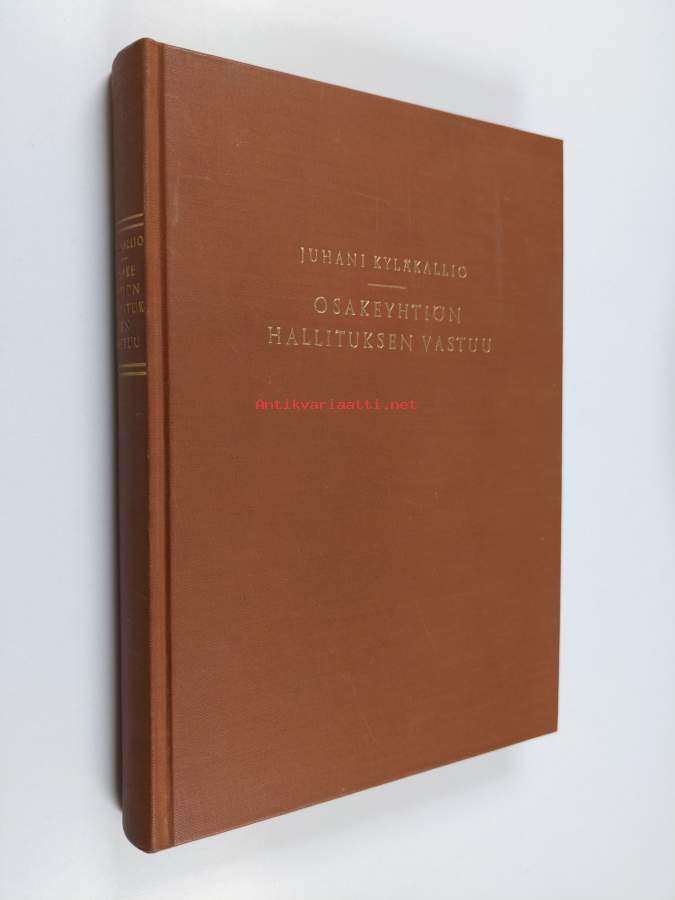 JUHANI KYLÄKALLIO
OSAKEYHTIÖN
HALLITUKSEN VASTUU
Antikvariaatti.net